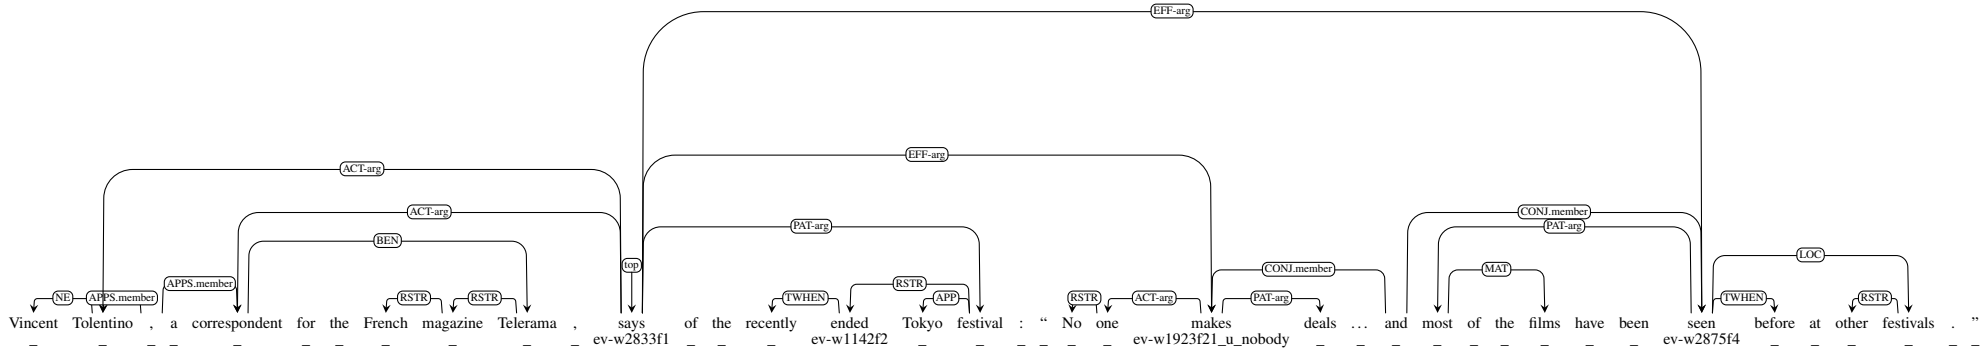 EFF-arg
EFF-arg
ACT-arg
ACT-arg CONJ.member
PAT-arg PAT-arg
BEN LOC
top
CONJ.member MAT
APPS.member RSTR
NE APPS.member RSTR RSTR TWHEN APP RSTR ACT-arg PAT-arg TWHEN RSTR
Vincent Tolentino , a correspondent for the French magazine Telerama , says of the recently ended Tokyo festival : “ No one makes deals ... and most of the films have been seen before at other festivals . ”
_ _ _ _ _ _ _ _ _ _ _ ev-w2833f1 _ _ _ ev-w1142f2 _ _ _ _ _ _ ev-w1923f21_u_nobody _ _ _ _ _ _ _ _ _ ev-w2875f4 _ _ _ _ _ _